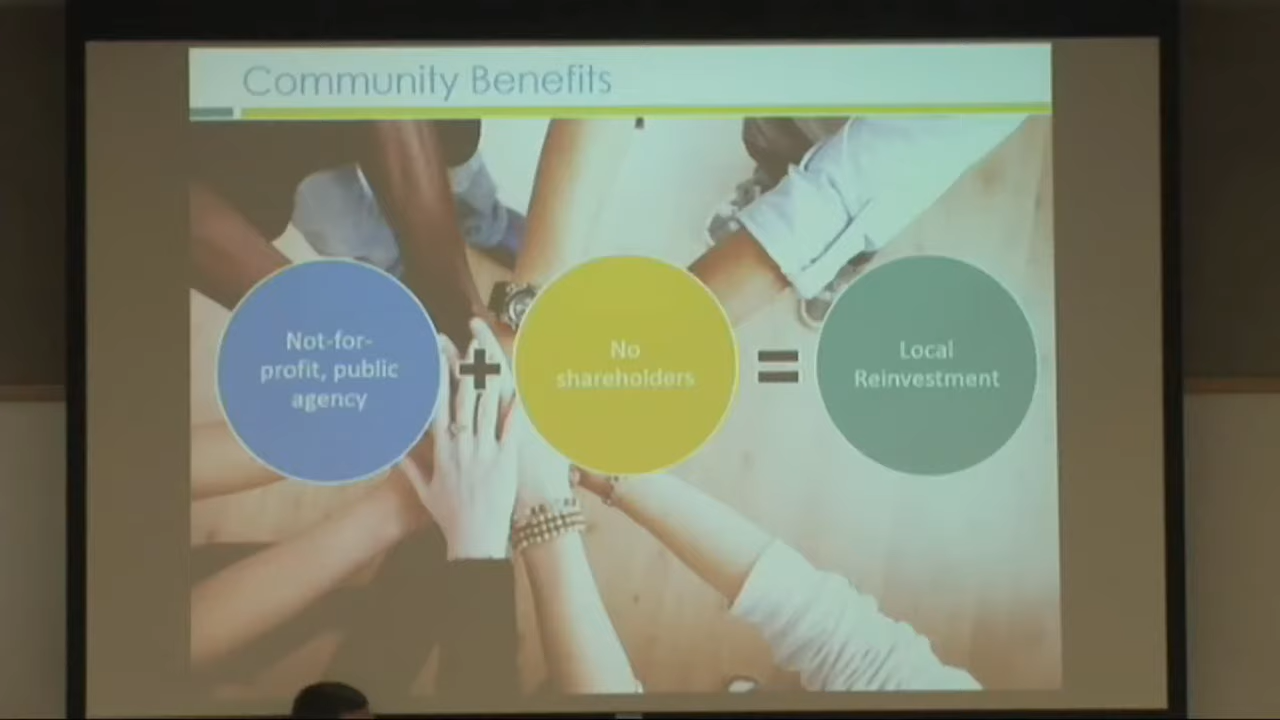 Community Benefits
Not-for-
profit, public
agency
+
No
shareholders
=
Local
Reinvestment